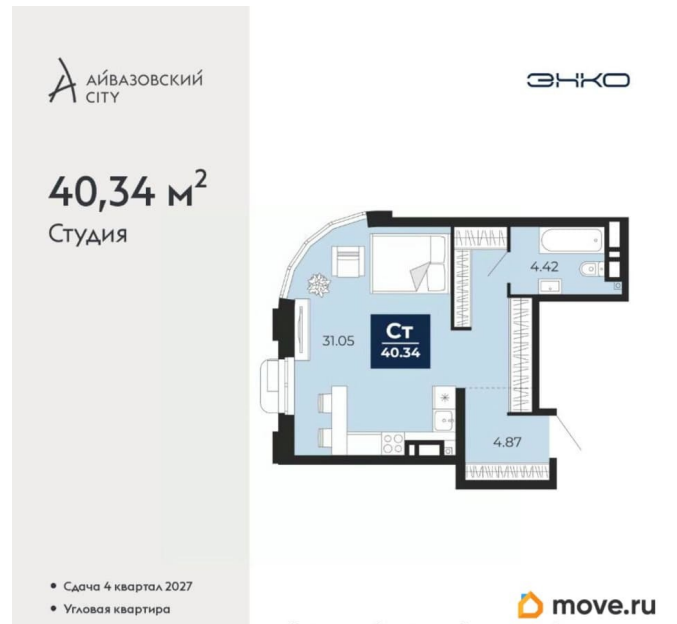 АЙВАЗОВСКИЙ
CITY
ЭНКО
40,34 м²
Студия
4.42
31.05
Ст
40.34
4.87
• Сдача 4 квартал 2027
• Угловая квартира
move.ru